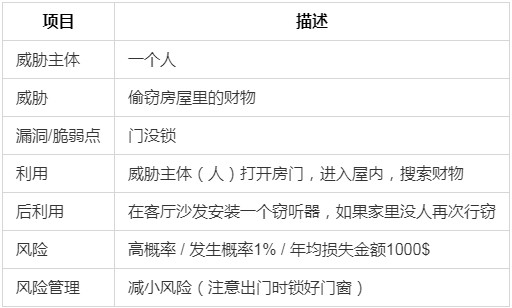 项目 描述
威胁主体 一个人
威胁 偷窃房屋里的财物
漏洞/脆弱点 门没锁
利用 威胁主体（人）打开房门，进入屋内，搜索财物
后利用 在客厅沙发安装一个窃听器，如果家里没人再次行窃
风险 高概率 / 发生概率1% / 年均损失金额1000$
风险管理 减小风险（注意出门时锁好门窗）